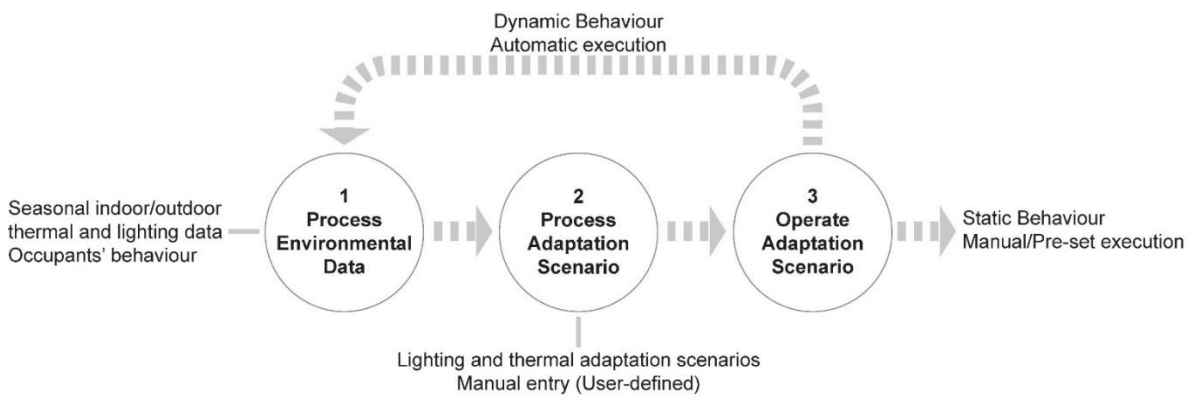 Dynamic Behaviour
Automatic execution
Seasonal indoor/outdoor
thermal and lighting data
Occupants' behaviour
1
Process
Environmental
Data
2
Process
Adaptation
Scenario
3
Operate
Adaptation
Scenario
Static Behaviour
Manual/Pre-set execution
Lighting and thermal adaptation scenarios
Manual entry (User-defined)